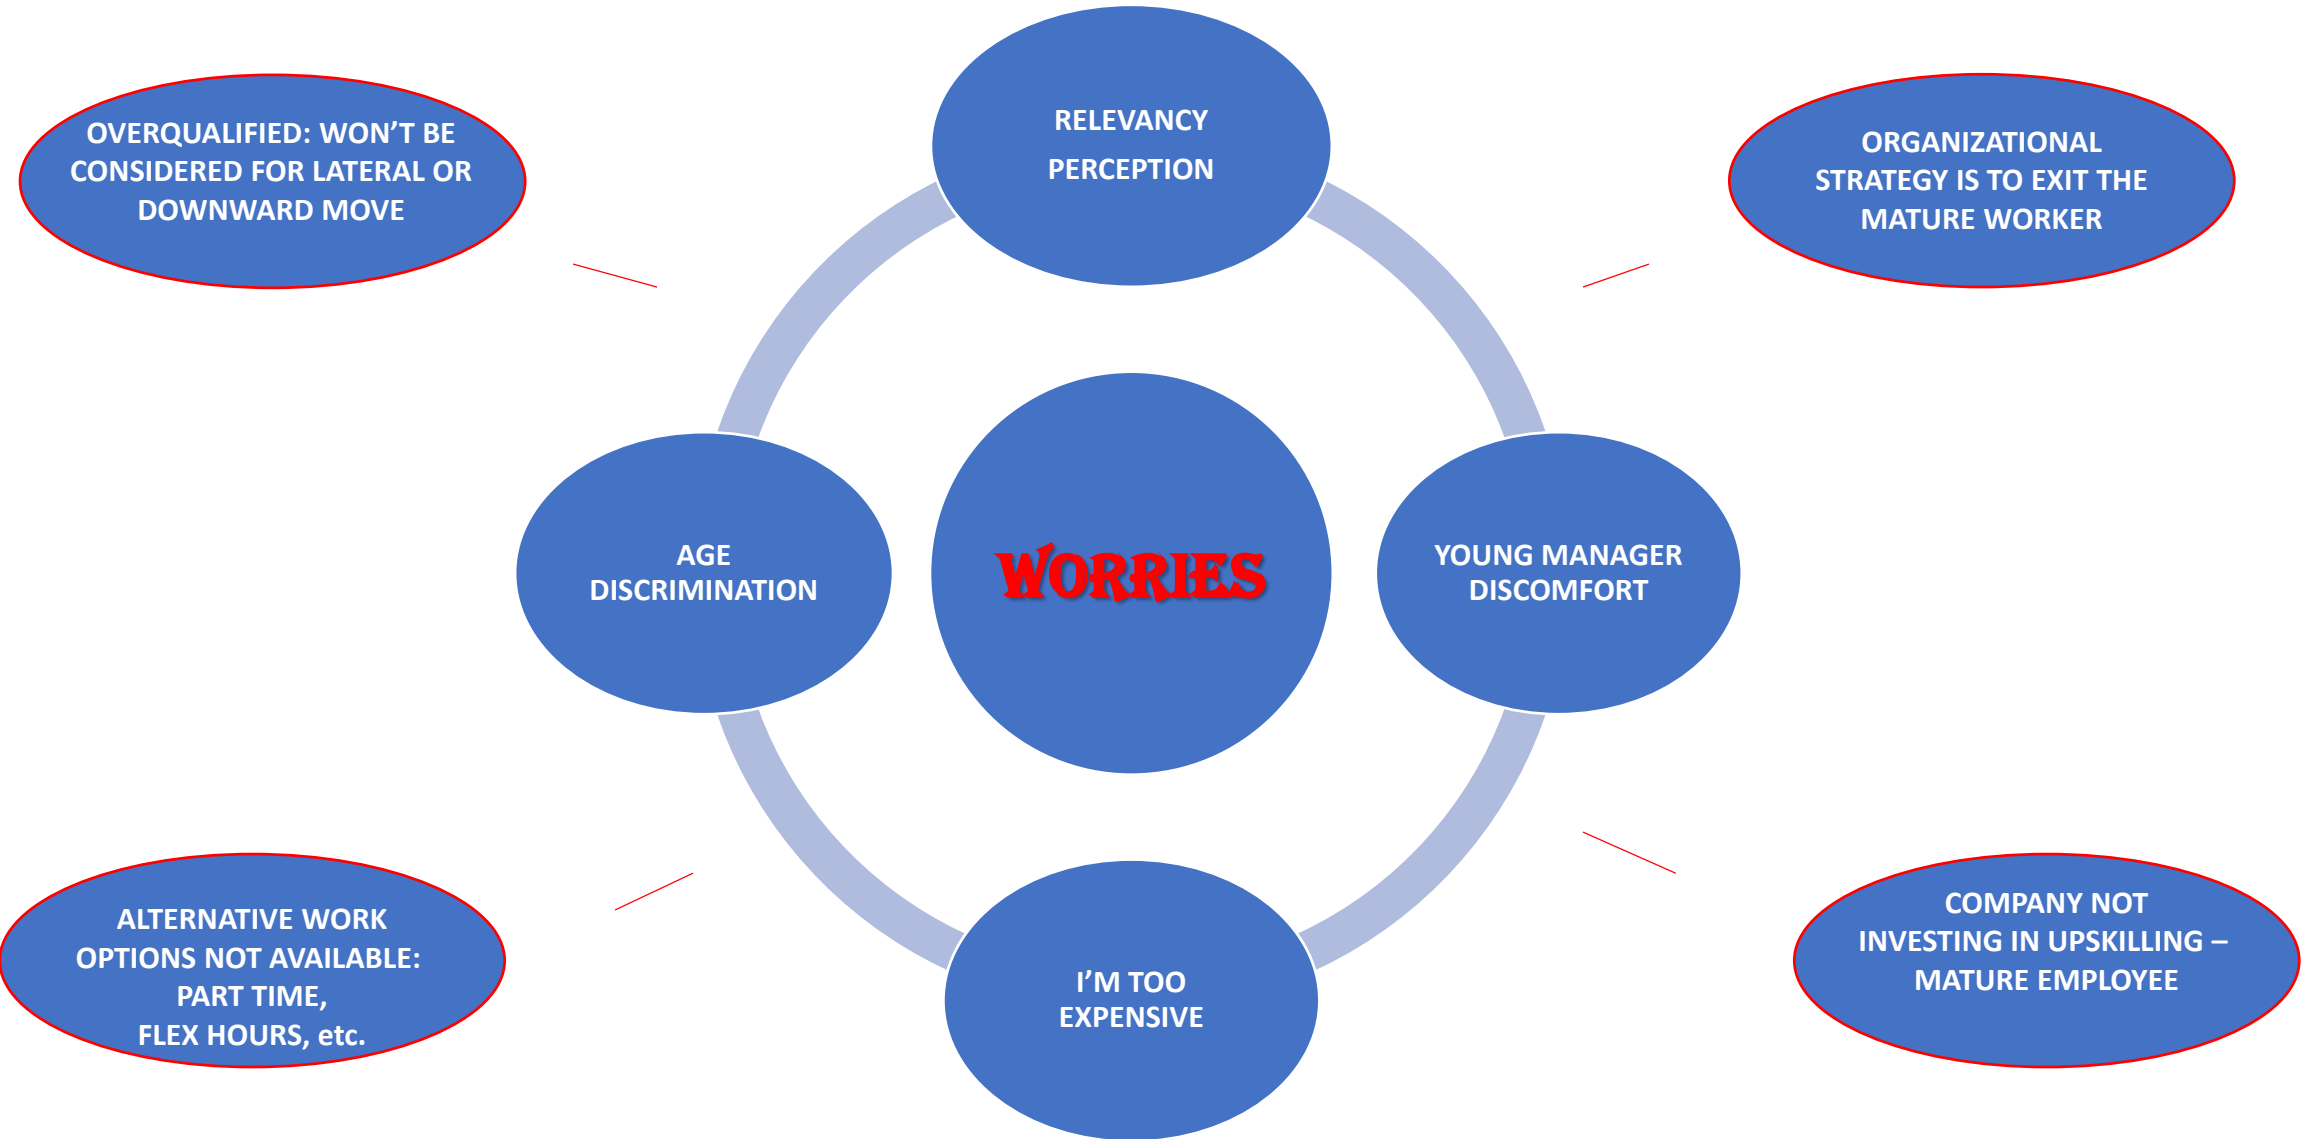 RELEVANCY
PERCEPTION
OVERQUALIFIED: WON’T BE
CONSIDERED FOR LATERAL OR
DOWNWARD MOVE
ORGANIZATIONAL
STRATEGY IS TO EXIT THE
MATURE WORKER
AGE
DISCRIMINATION
WORRIES
YOUNG MANAGER
DISCOMFORT
ALTERNATIVE WORK
OPTIONS NOT AVAILABLE:
PART TIME,
FLEX HOURS, etc.
I’M TOO
EXPENSIVE
COMPANY NOT
INVESTING IN UPSKILLING –
MATURE EMPLOYEE